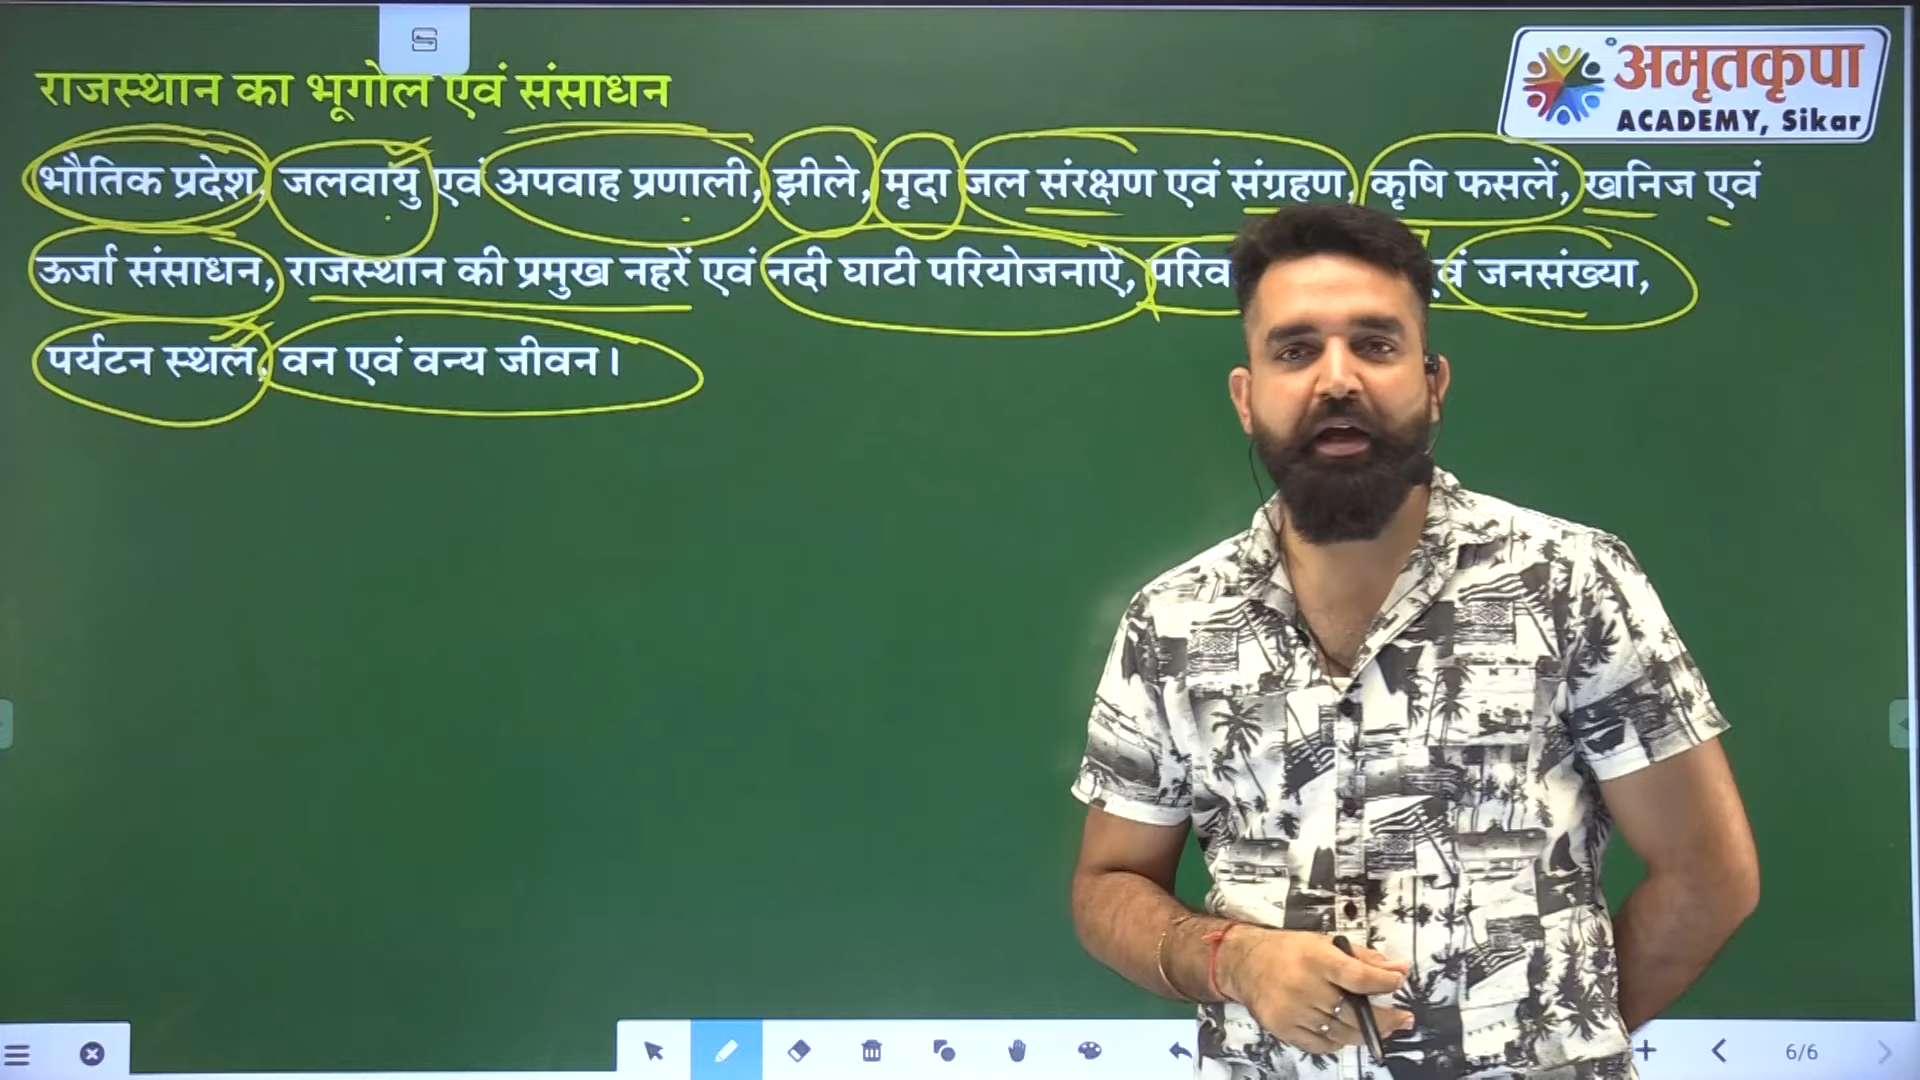 राजस्थान का भूगोल एवं संसाधन
अमृतकृपा
ACADEMY, Sikar
भौतिक प्रदेश, जलवायु एवं अपवाह प्रणाली, झीले, मृदा जल संरक्षण एवं संग्रहण, कृषि फसलें, खनिज एवं
ऊर्जा संसाधन, राजस्थान की प्रमुख नहरें एवं नदी घाटी परियोजनाऐ, जनसंख्या,
पर्यटन स्थल, वन एवं वन्य जीवन।
6/6